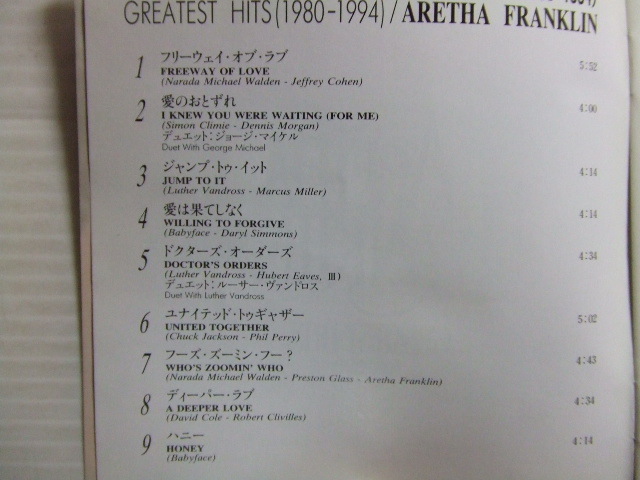 GREATEST HITS (1980-1994) / ARETHA FRANKLIN
1 フリーウェイ・オブ・ラブ 5:52
FREEWAY OF LOVE
(Narada Michael Walden - Jeffrey Cohen)
2 愛のおとずれ 4:00
I KNEW YOU WERE WAITING (FOR ME)
(Simon Climie - Dennis Morgan)
デュエット:ジョージ・マイケル
Duet With George Michael
3 ジャンプ・トゥ・イット 4:14
JUMP TO IT
(Luther Vandross - Marcus Miller)
4 愛は果てしなく 4:14
WILLING TO FORGIVE
(Babyface - Daryl Simmons)
5 ドクターズ・オーダーズ 4:34
DOCTOR'S ORDERS
(Luther Vandross - Hubert Eaves, III)
デュエット:ルーサー・ヴァンドロス
Duet With Luther Vandross
6 ユナイテッド・トゥギャザー 5:02
UNITED TOGETHER
(Chuck Jackson - Phil Perry)
7 フーズ・ズーミン・フー? 4:43
WHO'S ZOOMIN' WHO
(Narada Michael Walden - Preston Glass - Aretha Franklin)
8 ディーパー・ラブ 4:34
A DEEPER LOVE
(David Cole - Robert Clivilles)
9 ハニー 4:14
HONEY
(Babyface)